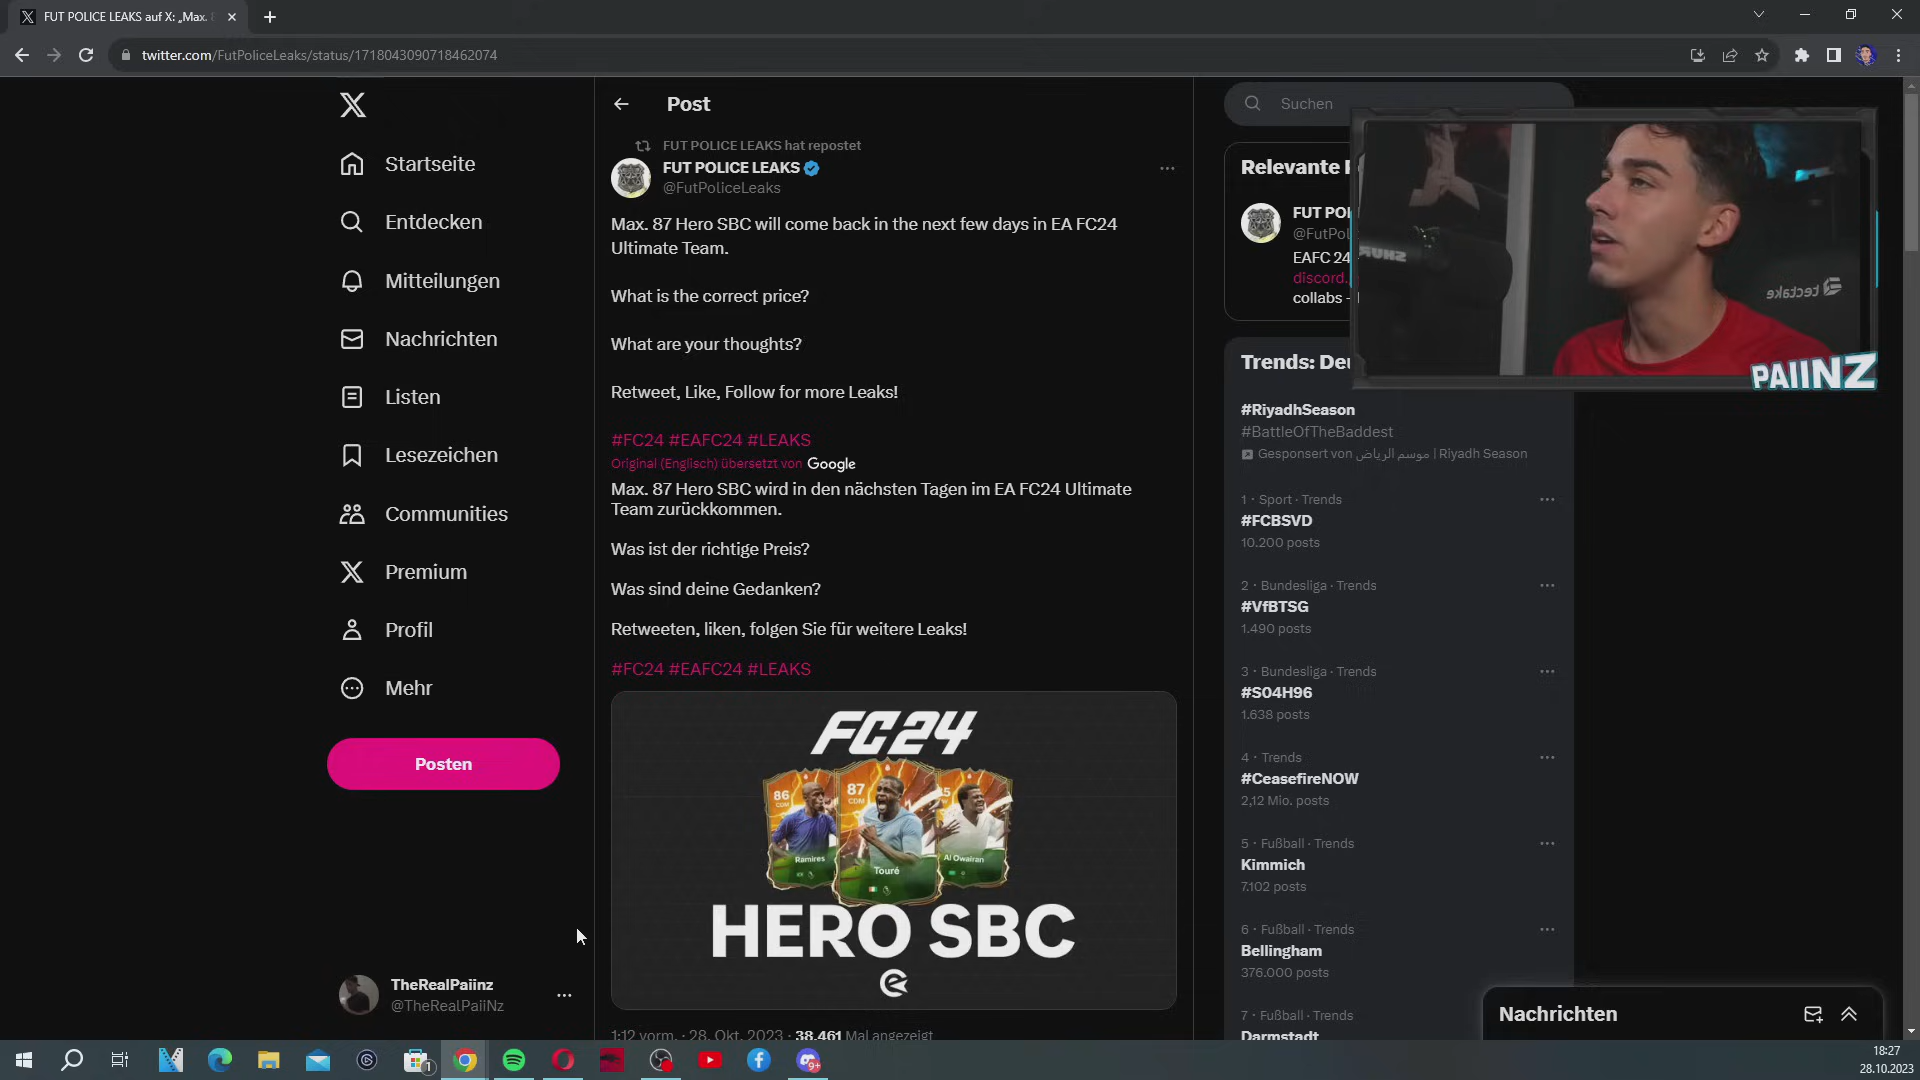 FUT POLICE LEAKS auf X: „Max. 8
twitter.com/FutPoliceLeaks/status/1718043090718462074
Startseite
Entdecken
Mitteilungen
Nachrichten
Listen
Lesezeichen
Communities
Premium
Profil
Mehr
Posten
TheRealPaiinz
@TheRealPaiiNz
Post
FUT POLICE LEAKS hat repostet
FUT POLICE LEAKS
@FutPoliceLeaks
Max. 87 Hero SBC will come back in the next few days in EA FC24
Ultimate Team.
What is the correct price?
What are your thoughts?
Retweet, Like, Follow for more Leaks!
#FC24 #EAFC24 #LEAKS
Original (Englisch) übersetzt von Google
Max. 87 Hero SBC wird in den nächsten Tagen im EA FC24 Ultimate
Team zurückkommen.
Was ist der richtige Preis?
Was sind deine Gedanken?
Retweeten, liken, folgen Sie für weitere Leaks!
#FC24 #EAFC24 #LEAKS
FC24
86
CDM
Ramires
87
CDM
Touré
Al Owairan
HERO SBC
1:12 vorm. · 28. Okt. 2023 · 38.461 Mal angezeigt
Suchen
Relevante
FUT POL
@FutPol
EAFC 24
discord.
collabs -
tectake
PAIINZ
Trends: Deu
#RiyadhSeason
#BattleOfTheBaddest
Gesponsert von موسم الرياض | Riyadh Season
1 · Sport · Trends
#FCBSVD
10.200 posts
2 · Bundesliga · Trends
#VfBTSG
1.490 posts
3 · Bundesliga · Trends
#S04H96
1.638 posts
4 · Trends
#CeasefireNOW
2,12 Mio. posts
5 · Fußball · Trends
Kimmich
7.102 posts
6 · Fußball · Trends
Bellingham
376.000 posts
7 · Fußball · Trends
Darmstadt
Nachrichten
1
9+
18:27
28.10.2023